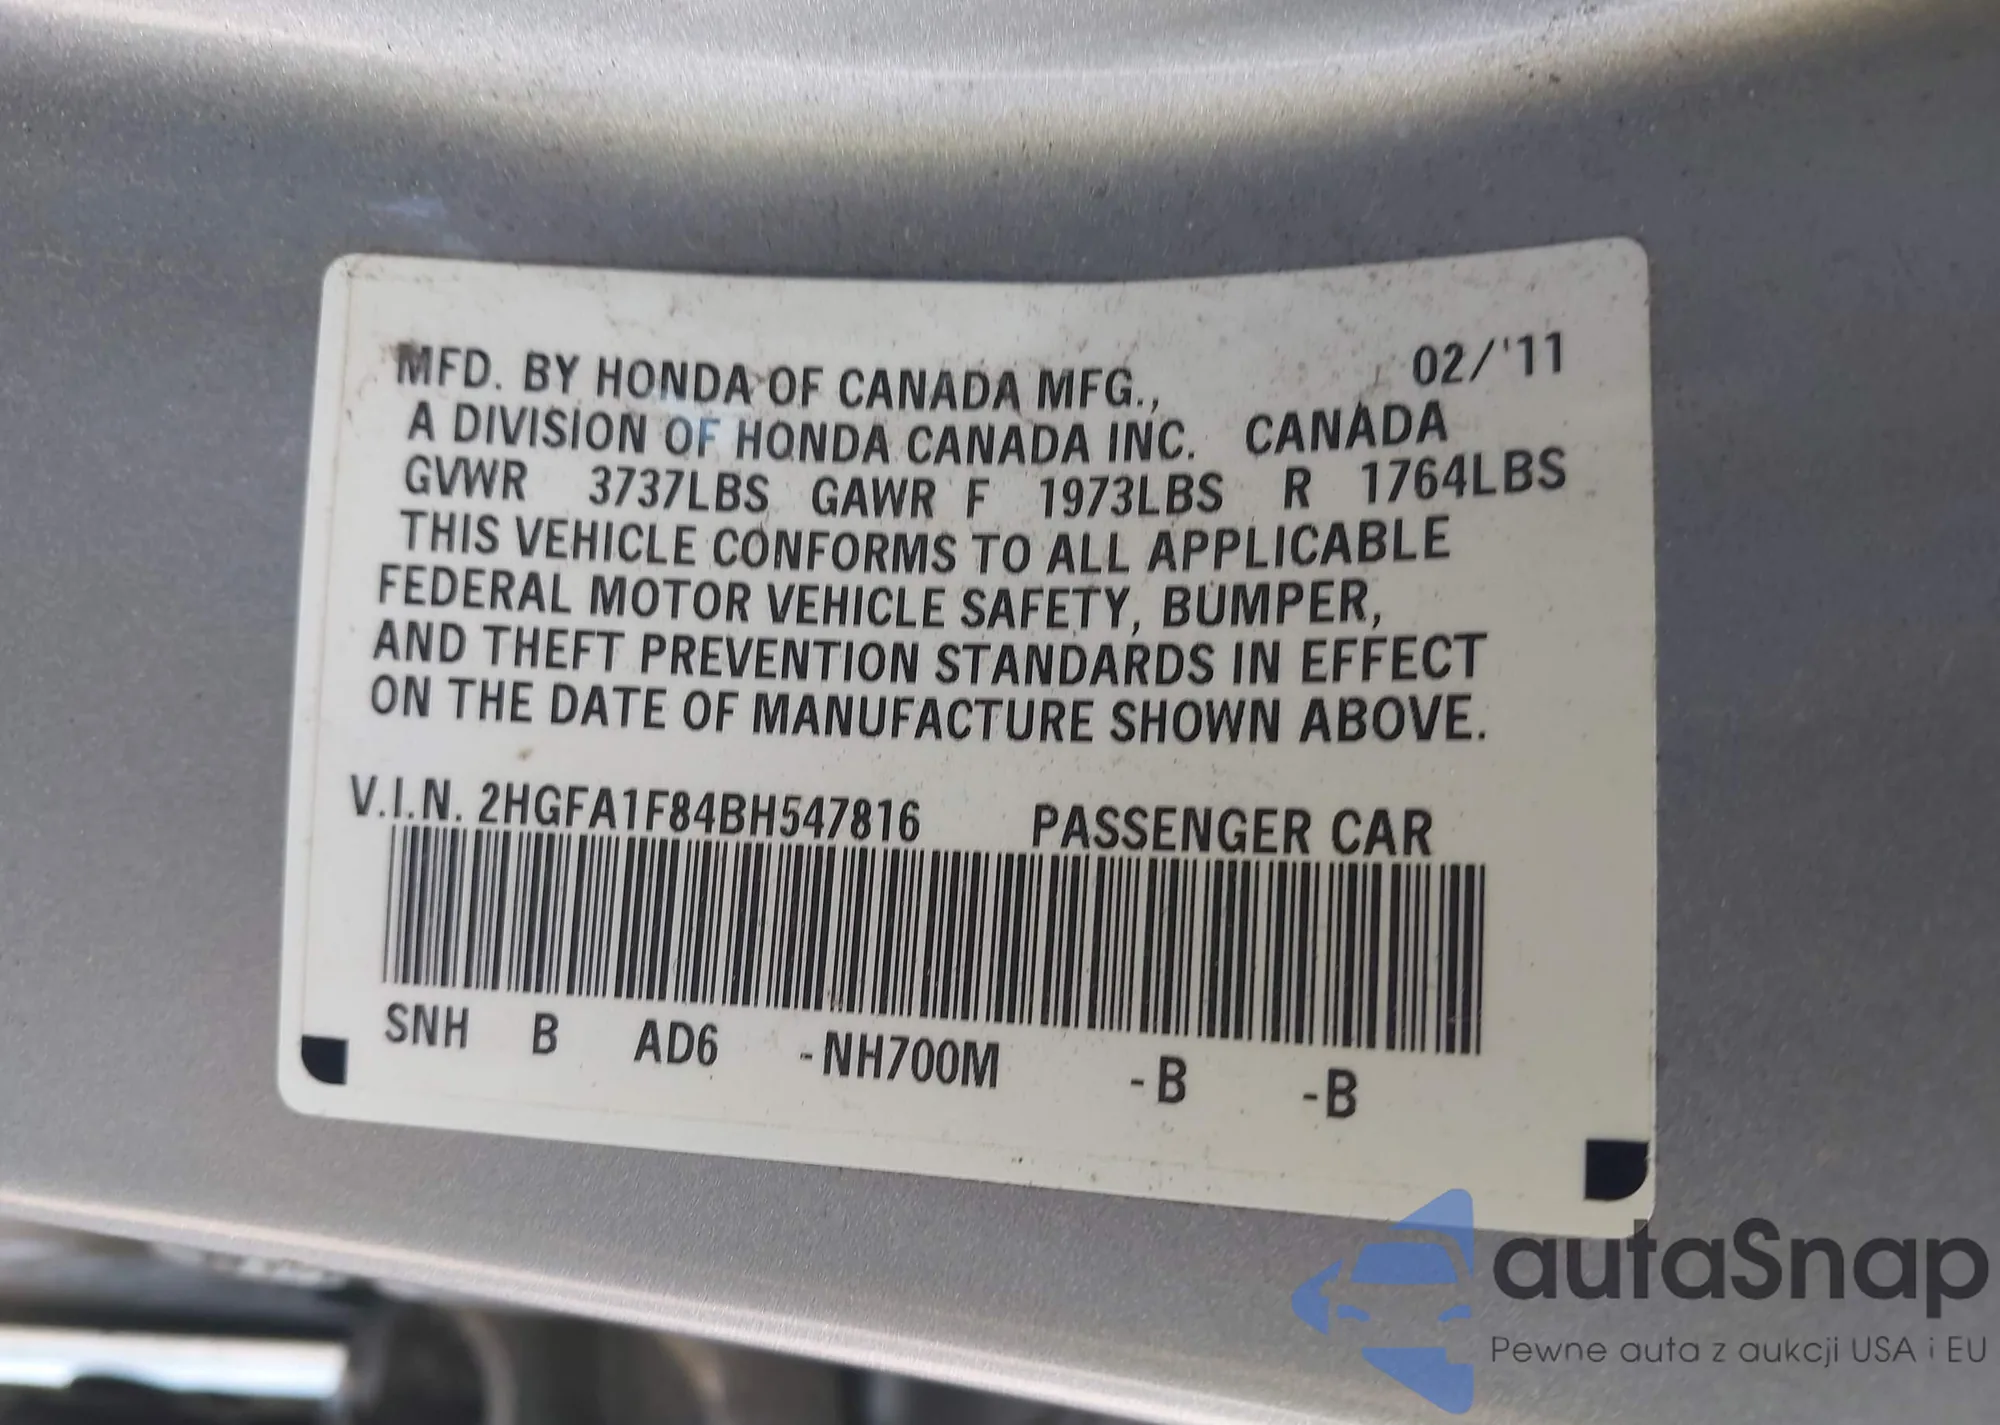 MFD. BY HONDA OF CANADA MFG., 02/'11
A DIVISION OF HONDA CANADA INC. CANADA
GVWR 3737LBS GAWR F 1973LBS R 1764LBS
THIS VEHICLE CONFORMS TO ALL APPLICABLE
FEDERAL MOTOR VEHICLE SAFETY, BUMPER,
AND THEFT PREVENTION STANDARDS IN EFFECT
ON THE DATE OF MANUFACTURE SHOWN ABOVE.
V.I.N. 2HGFA1F84BH547816 PASSENGER CAR
SNH B AD6 -NH700M -B -B
autaSnap
Pewne auta z aukcji USA i EU